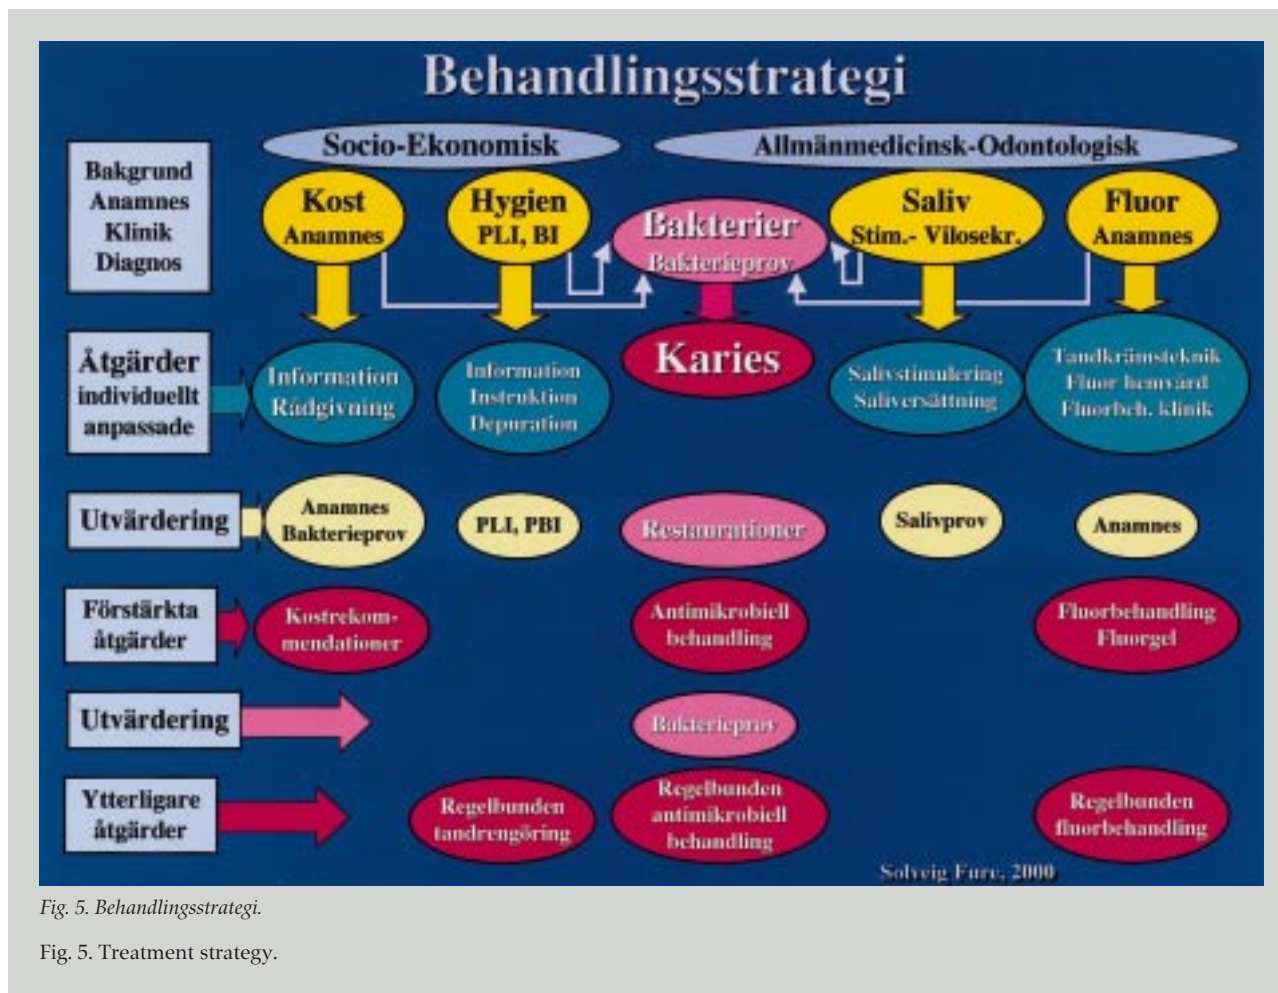 Behandlingsstrategi
Socio-Ekonomisk
Allmänmedicinsk-Odontologisk
Bakgrund
Anamnes
Klinik
Diagnos
Kost
Anamnes
Hygien
PLI, BI
Bakterier
Bakterieprov
Saliv
Stim.- Vilosekr.
Fluor
Anamnes
Åtgärder
individuellt
anpassade
Information
Rådgivning
Information
Instruktion
Depuration
Karies
Salivstimulering
Saliversättning
Tandkrämsteknik
Fluor hemvård
Fluorbeh. klinik
Utvärdering
Anamnes
Bakterieprov
PLI, PBI
Restaurationer
Salivprov
Anamnes
Förstärkta
åtgärder
Kostrekom-
mendationer
Antimikrobiell
behandling
Fluorbehandling
Fluorgel
Utvärdering
Bakterieprov
Ytterligare
åtgärder
Regelbunden
tandrengöring
Regelbunden
antimikrobiell
behandling
Regelbunden
fluorbehandling
Solveig Fure, 2000
Fig. 5. Behandlingsstrategi.
Fig. 5. Treatment strategy.